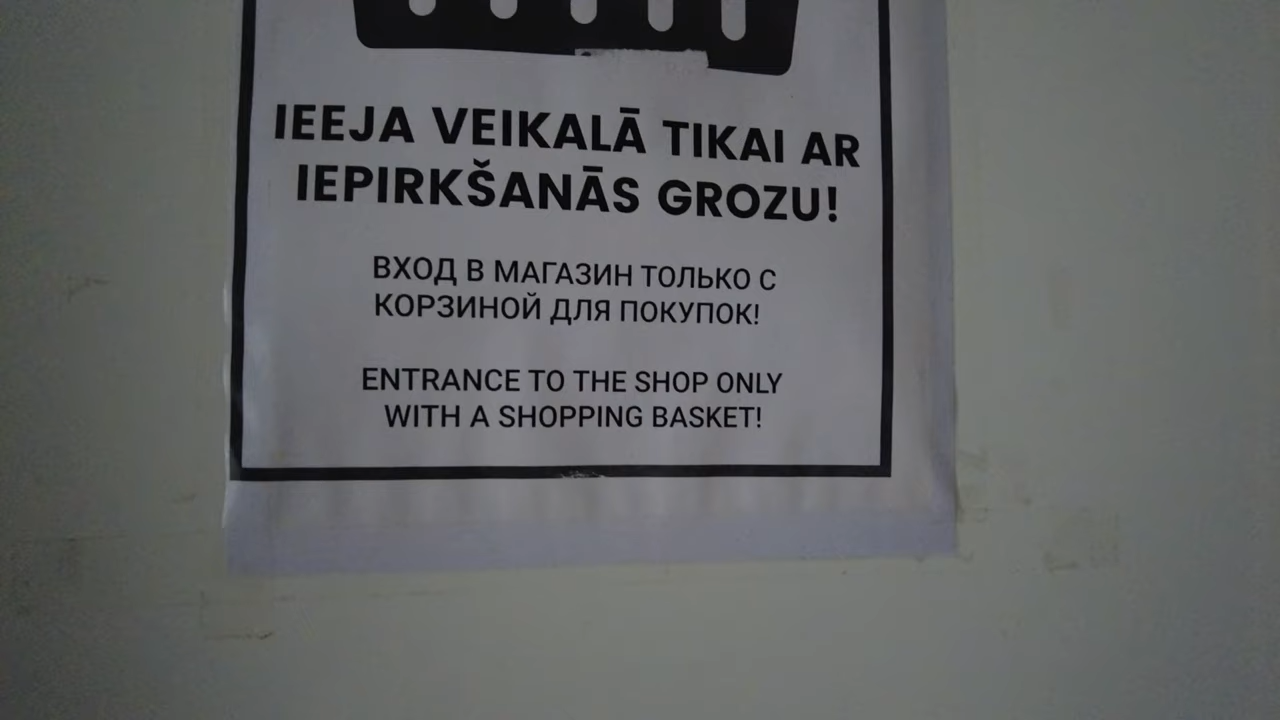 IEEJA VEIKALĀ TIKAI AR
IEPIRKŠANĀS GROZU!
ВХОД В МАГАЗИН ТОЛЬКО С
КОРЗИНОЙ ДЛЯ ПОКУПОК!
ENTRANCE TO THE SHOP ONLY
WITH A SHOPPING BASKET!